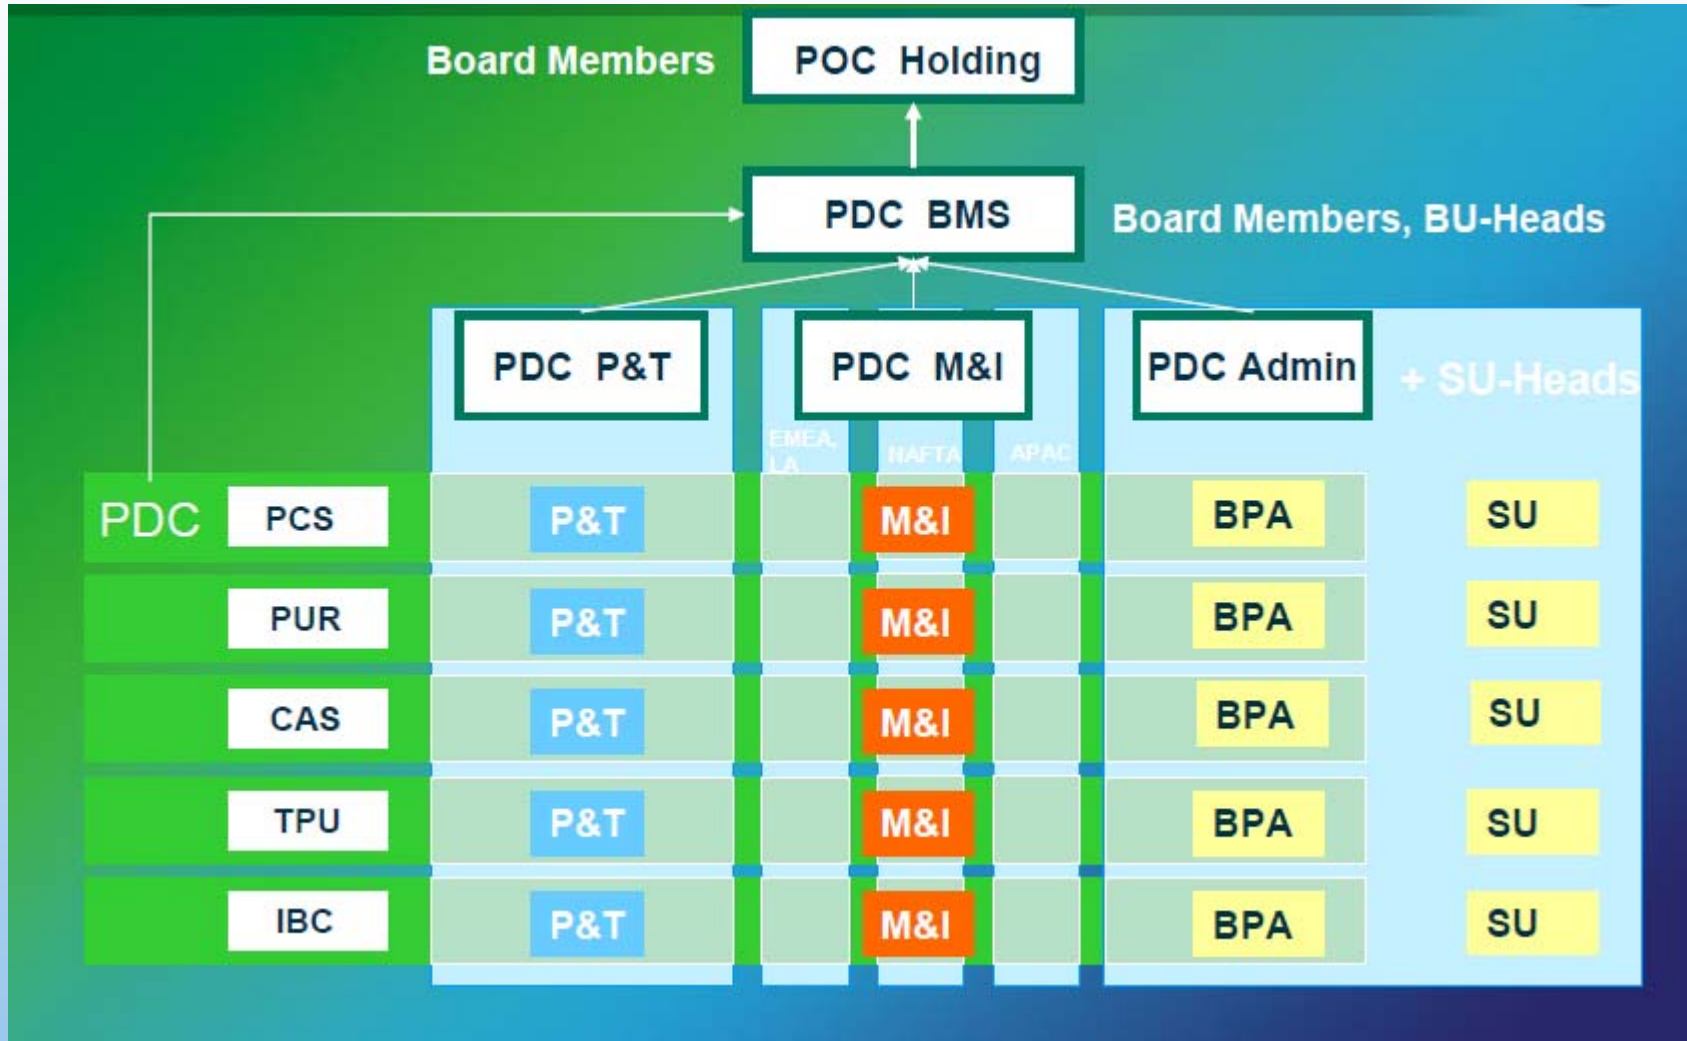 Board Members
POC Holding
PDC BMS
Board Members, BU-Heads
PDC P&T
PDC M&I
PDC Admin
+ SU-Heads
EMEA,
LA
NAFTA
APAC
PDC
PCS
P&T
M&I
BPA
SU
PUR
P&T
M&I
BPA
SU
CAS
P&T
M&I
BPA
SU
TPU
P&T
M&I
BPA
SU
IBC
P&T
M&I
BPA
SU